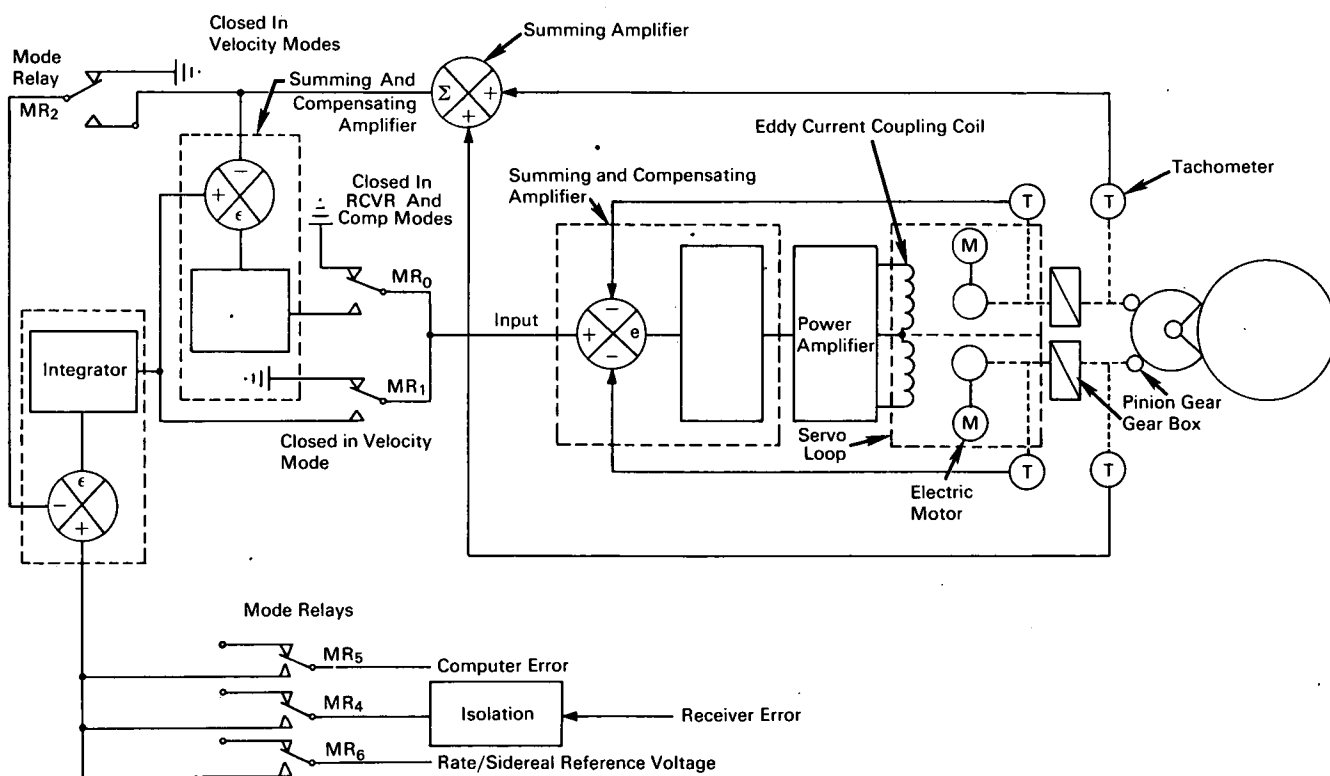 Closed In
Velocity Modes
Summing Amplifier
Mode
Relay
MR2
Summing And
Compensating
Amplifier
Σ
+
+
Eddy Current Coupling Coil
Closed In
RCVR And
Comp Modes
Summing and Compensating
Amplifier
Tachometer
T
T
−
+
ϵ
M
MR0
Input
−
+
e
−
Power
Amplifier
Integrator
MR1
Closed in Velocity
Mode
M
Pinion Gear
Gear Box
Servo
Loop
Electric
Motor
T
T
ϵ
−
+
Mode Relays
MR5
Computer Error
MR4
Isolation
Receiver Error
MR6
Rate/Sidereal Reference Voltage